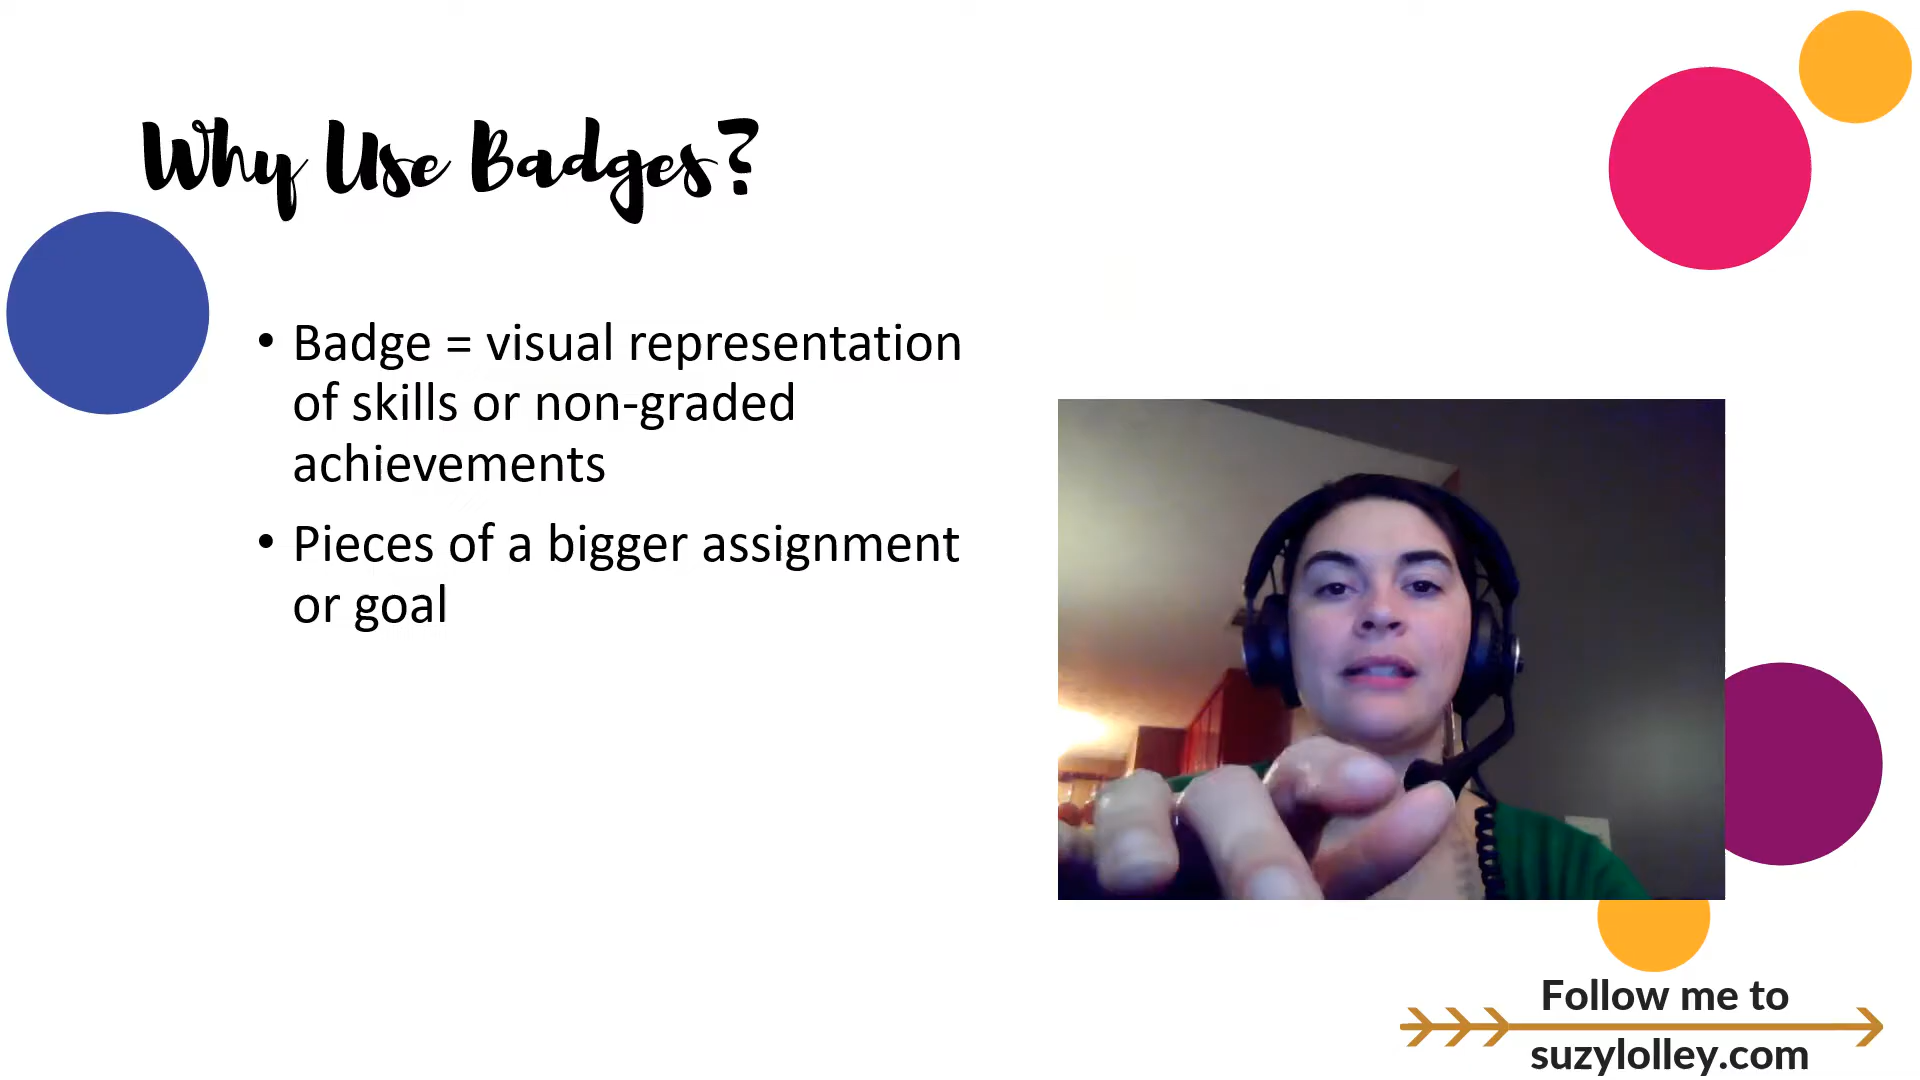 Why Use Badges?
• Badge = visual representation
of skills or non-graded
achievements
• Pieces of a bigger assignment
or goal
Follow me to
suzylolley.com